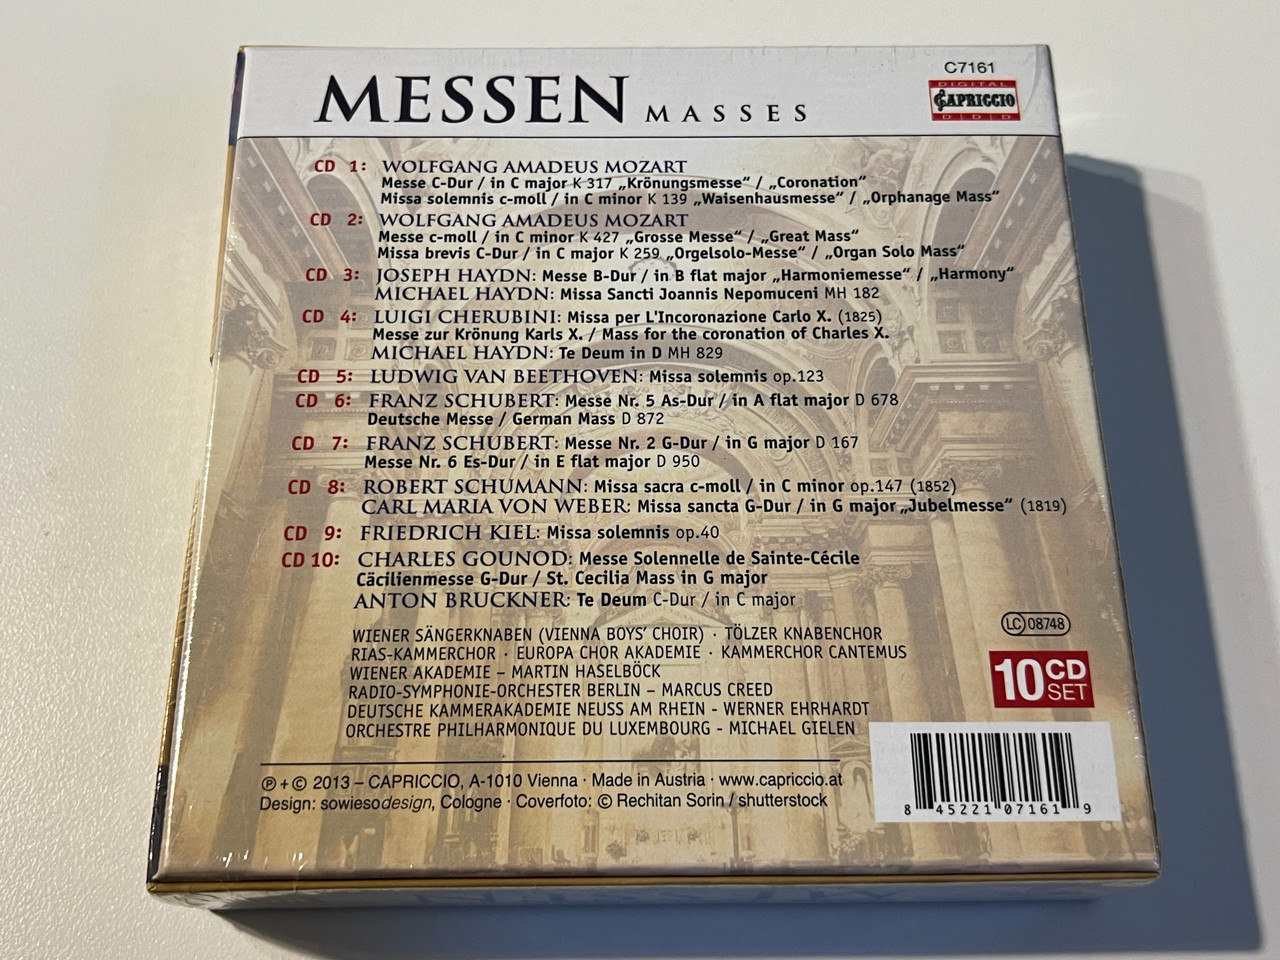 MESSEN MASSES
C7161
DIGITAL
CAPRICCIO
D D D
CD 1: WOLFGANG AMADEUS MOZART
Messe C-Dur / in C major K 317 „Krönungsmesse“ / „Coronation“
Missa solemnis c-moll / in C minor K 139 „Waisenhausmesse“ / „Orphanage Mass“
CD 2: WOLFGANG AMADEUS MOZART
Messe c-moll / in C minor K 427 „Grosse Messe“ / „Great Mass“
Missa brevis C-Dur / in C major K 259 „Orgelsolo-Messe“ / „Organ Solo Mass“
CD 3: JOSEPH HAYDN: Messe B-Dur / in B flat major „Harmoniemesse“ / „Harmony“
MICHAEL HAYDN: Missa Sancti Joannis Nepomuceni MH 182
CD 4: LUIGI CHERUBINI: Missa per L'Incoronazione Carlo X. (1825)
Messe zur Krönung Karls X. / Mass for the coronation of Charles X.
MICHAEL HAYDN: Te Deum in D MH 829
CD 5: LUDWIG VAN BEETHOVEN: Missa solemnis op.123
CD 6: FRANZ SCHUBERT: Messe Nr. 5 As-Dur / in A flat major D 678
Deutsche Messe / German Mass D 872
CD 7: FRANZ SCHUBERT: Messe Nr. 2 G-Dur / in G major D 167
Messe Nr. 6 Es-Dur / in E flat major D 950
CD 8: ROBERT SCHUMANN: Missa sacra c-moll / in C minor op.147 (1852)
CARL MARIA VON WEBER: Missa sancta G-Dur / in G major „Jubelmesse“ (1819)
CD 9: FRIEDRICH KIEL: Missa solemnis op.40
CD 10: CHARLES GOUNOD: Messe Solennelle de Sainte-Cécile
Cäcilienmesse G-Dur / St. Cecilia Mass in G major
ANTON BRUCKNER: Te Deum C-Dur / in C major
WIENER SÄNGERKNABEN (VIENNA BOYS' CHOIR) · TÖLZER KNABENCHOR
RIAS-KAMMERCHOR · EUROPA CHOR AKADEMIE · KAMMERCHOR CANTEMUS
WIENER AKADEMIE – MARTIN HASELBÖCK
RADIO-SYMPHONIE-ORCHESTER BERLIN – MARCUS CREED
DEUTSCHE KAMMERAKADEMIE NEUSS AM RHEIN - WERNER EHRHARDT
ORCHESTRE PHILHARMONIQUE DU LUXEMBOURG - MICHAEL GIELEN
LC 08748
10 CD SET
℗ + © 2013 – CAPRICCIO, A-1010 Vienna · Made in Austria · www.capriccio.at
Design: sowiesodesign, Cologne · Coverfoto: © Rechitan Sorin / shutterstock
8 45221 07161 9